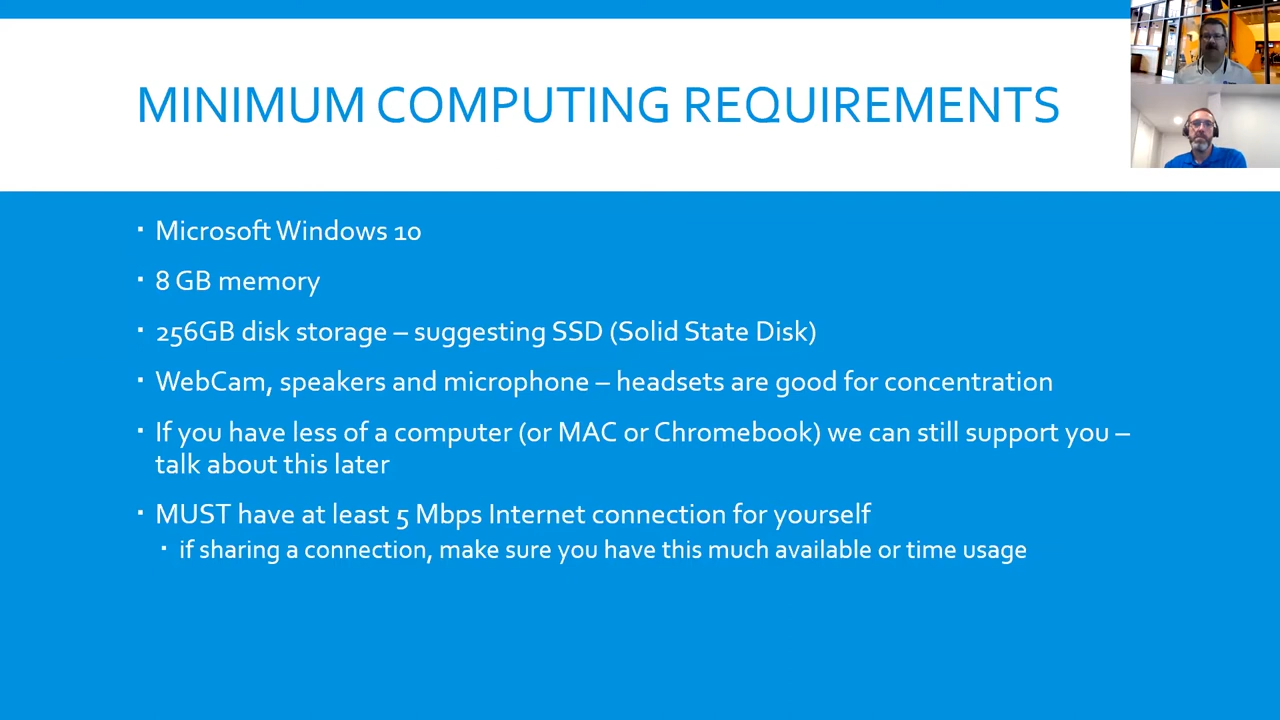 MINIMUM COMPUTING REQUIREMENTS
▪ Microsoft Windows 10
▪ 8 GB memory
▪ 256GB disk storage – suggesting SSD (Solid State Disk)
▪ WebCam, speakers and microphone – headsets are good for concentration
▪ If you have less of a computer (or MAC or Chromebook) we can still support you –
talk about this later
▪ MUST have at least 5 Mbps Internet connection for yourself
▪ if sharing a connection, make sure you have this much available or time usage